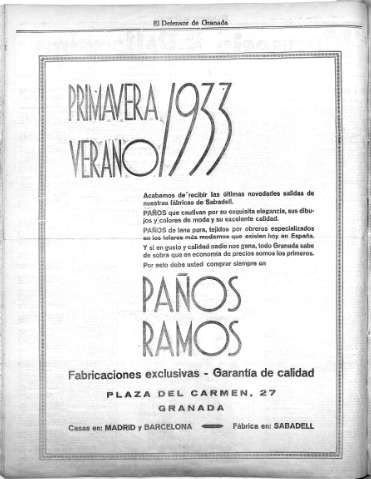 El Defensor de Granada
PRIMAVERA
VERANO 1933
Acabamos de recibir las últimas novedades salidas de
nuestras fábricas de Sabadell.
PAÑOS que cautivan por su exquisita elegancia, sus dibu-
jos y colores de moda y su excelente calidad.
PAÑOS de lana pura, tejidos por obreros especializados
en los telares más modernos que existen hoy en España.
Y si en gusto y calidad nadie nos gana, todo Granada sabe
de sobra que en economía de precios somos los primeros.
Por esto debe usted comprar siempre en
PAÑOS
RAMOS
Fabricaciones exclusivas - Garantía de calidad
PLAZA DEL CARMEN, 27
GRANADA
Casas en: MADRID y BARCELONA — Fábrica en: SABADELL